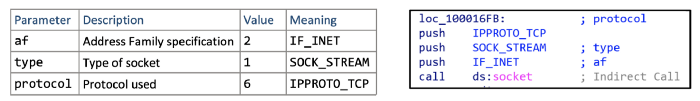 Parameter Description Value Meaning
af Address Family specification 2 IF_INET
type Type of socket 1 SOCK_STREAM
protocol Protocol used 6 IPPROTO_TCP
loc_100016FB: ; protocol
push IPPROTO_TCP
push SOCK_STREAM ; type
push IF_INET ; af
call ds:socket ; Indirect Call